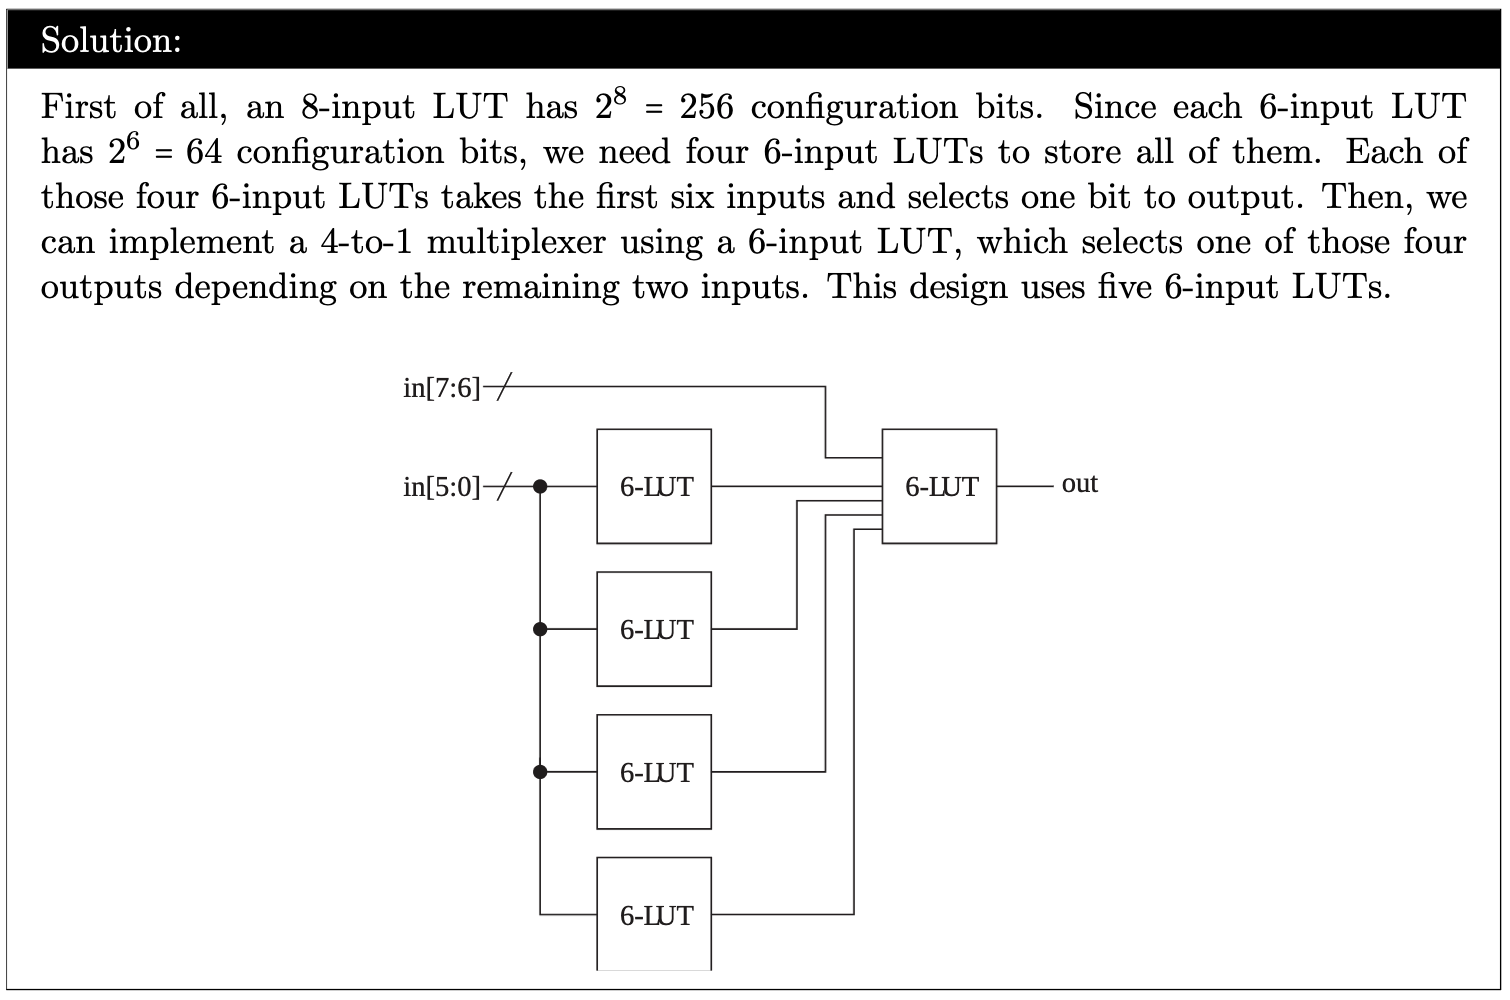 Solution:
First of all, an 8-input LUT has 2⁸ = 256 configuration bits. Since each 6-input LUT
has 2⁶ = 64 configuration bits, we need four 6-input LUTs to store all of them. Each of
those four 6-input LUTs takes the first six inputs and selects one bit to output. Then, we
can implement a 4-to-1 multiplexer using a 6-input LUT, which selects one of those four
outputs depending on the remaining two inputs. This design uses five 6-input LUTs.
in[7:6]
in[5:0]
6-LUT
6-LUT
out
6-LUT
6-LUT
6-LUT